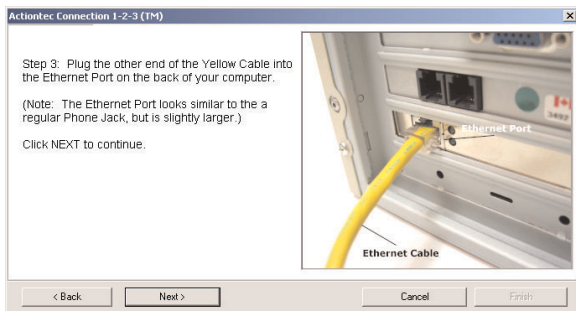 Actiontec Connection 1-2-3 (TM)
Step 3: Plug the other end of the Yellow Cable into
the Ethernet Port on the back of your computer.
(Note: The Ethernet Port looks similar to the a
regular Phone Jack, but is slightly larger.)
Click NEXT to continue.
3492
Ethernet Port
Ethernet Cable
< Back
Next >
Cancel
Finish